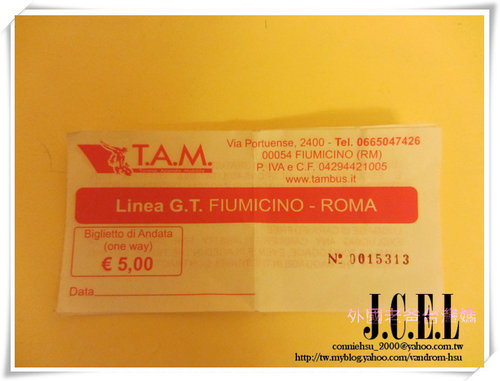 T.A.M.
Via Portuense, 2400 - Tel. 0665047426
00054 FIUMICINO (RM)
P. IVA e C.F. 04294421005
www.tambus.it
Linea G.T. FIUMICINO - ROMA
Biglietto di Andata
(one way)
€ 5,00
Nº 0015313
Data
J.C.E.L
conniehsu_2000@yahoo.com.tw
http://tw.myblog.yahoo.com/vandrom-hsu